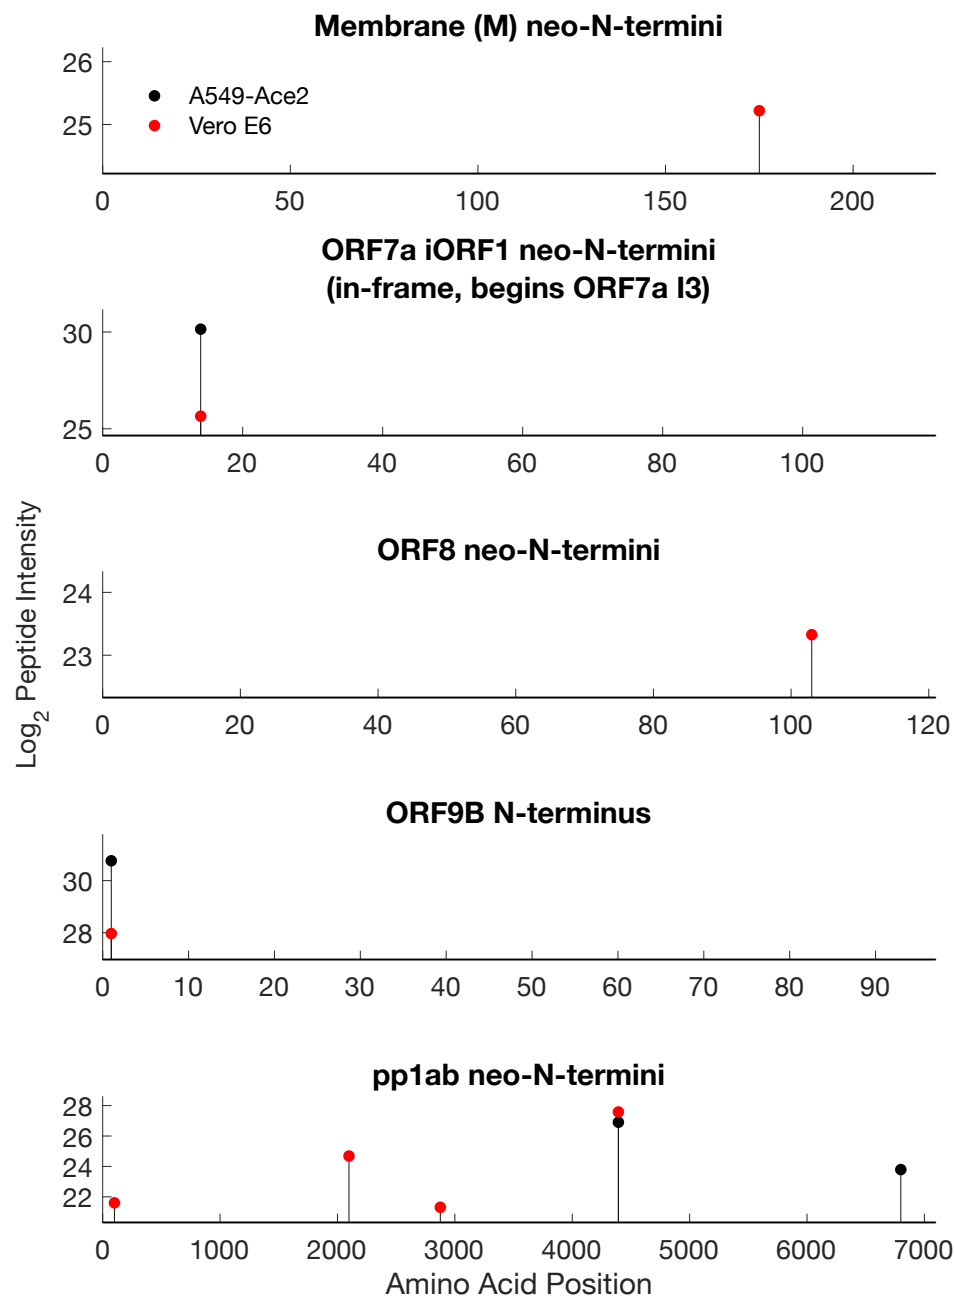 Membrane (M) neo-N-termini
26
25
A549-Ace2
Vero E6
0 50 100 150 200
ORF7a iORF1 neo-N-termini
(in-frame, begins ORF7a I3)
30
25
0 20 40 60 80 100
ORF8 neo-N-termini
24
23
0 20 40 60 80 100 120
Log2 Peptide Intensity
ORF9B N-terminus
30
28
0 10 20 30 40 50 60 70 80 90
pp1ab neo-N-termini
28
26
24
22
0 1000 2000 3000 4000 5000 6000 7000
Amino Acid Position